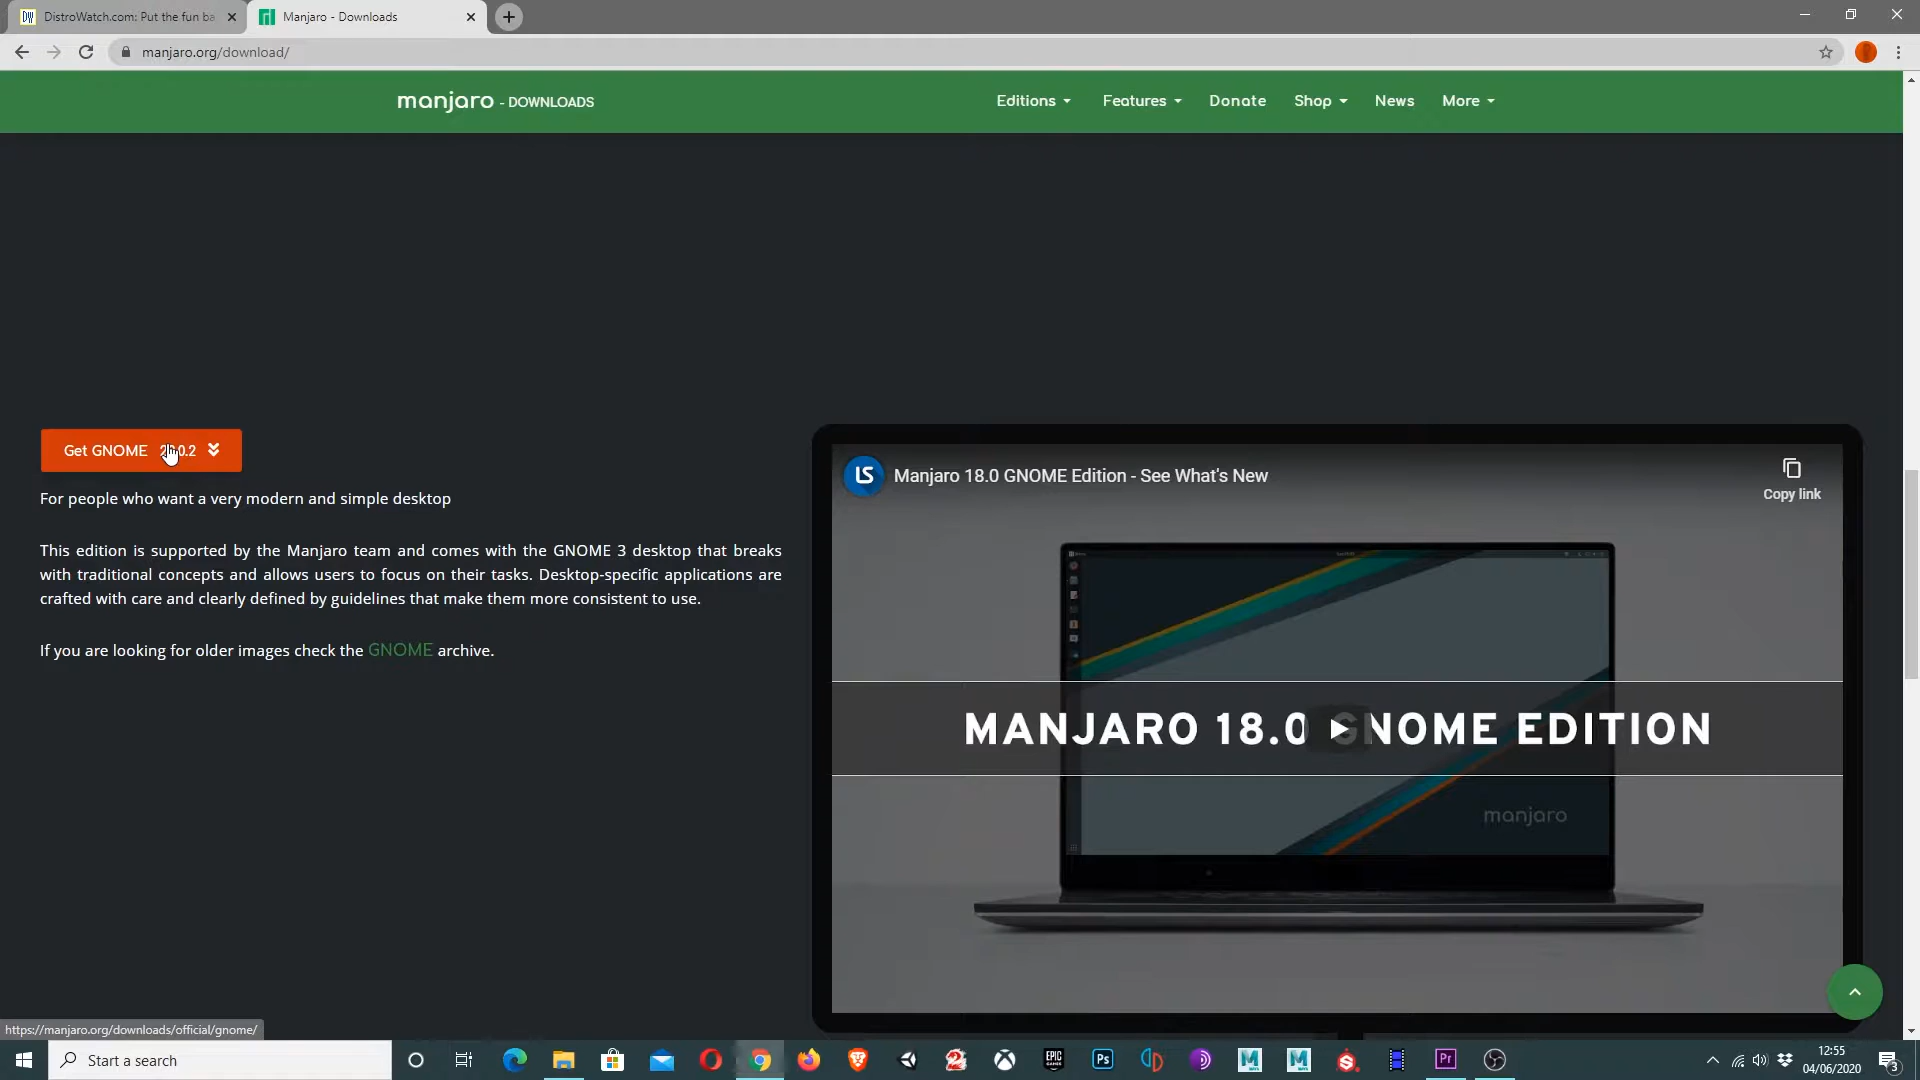 DistroWatch.com: Put the fun ba
Manjaro - Downloads
manjaro.org/download/
manjaro - DOWNLOADS
Editions
Features
Donate
Shop
News
More
Get GNOME
For people who want a very modern and simple desktop
This edition is supported by the Manjaro team and comes with the GNOME 3 desktop that breaks
with traditional concepts and allows users to focus on their tasks. Desktop-specific applications are
crafted with care and clearly defined by guidelines that make them more consistent to use.
If you are looking for older images check the GNOME archive.
Manjaro 18.0 GNOME Edition - See What's New
Copy link
MANJARO 18.0 GNOME EDITION
manjaro
https://manjaro.org/downloads/official/gnome/
Start a search
12:55
04/06/2020
3